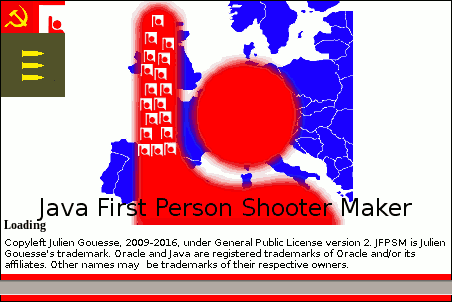 Java First Person Shooter Maker
Loading
Copyleft Julien Gouesse, 2009-2016, under General Public License version 2. JFPSM is Julien
Gouesse's trademark. Oracle and Java are registered trademarks of Oracle and/or its
affiliates. Other names may  be trademarks of their respective owners.